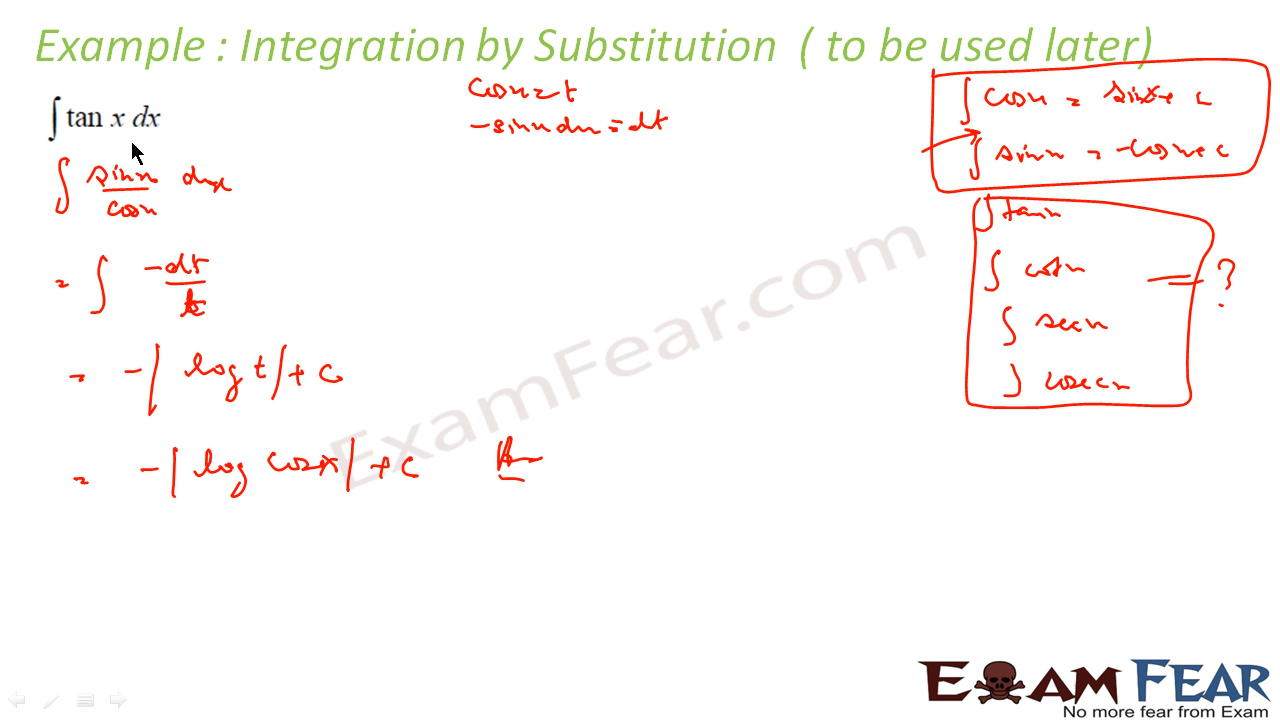 Example : Integration by Substitution ( to be used later)
∫ tan x dx
cos x = t
-sin x dx = dt
∫ sin x / cos x dx
= ∫ -dt / t
= -| log t | + c
= -| log cos x | + c
∫ cos x = sin x + c
∫ sin x = -cos x + c
∫ tan x
∫ cot x = ?
∫ sec x
∫ cosec x
ExamFear.com
EXAM FEAR
No more fear from Exam